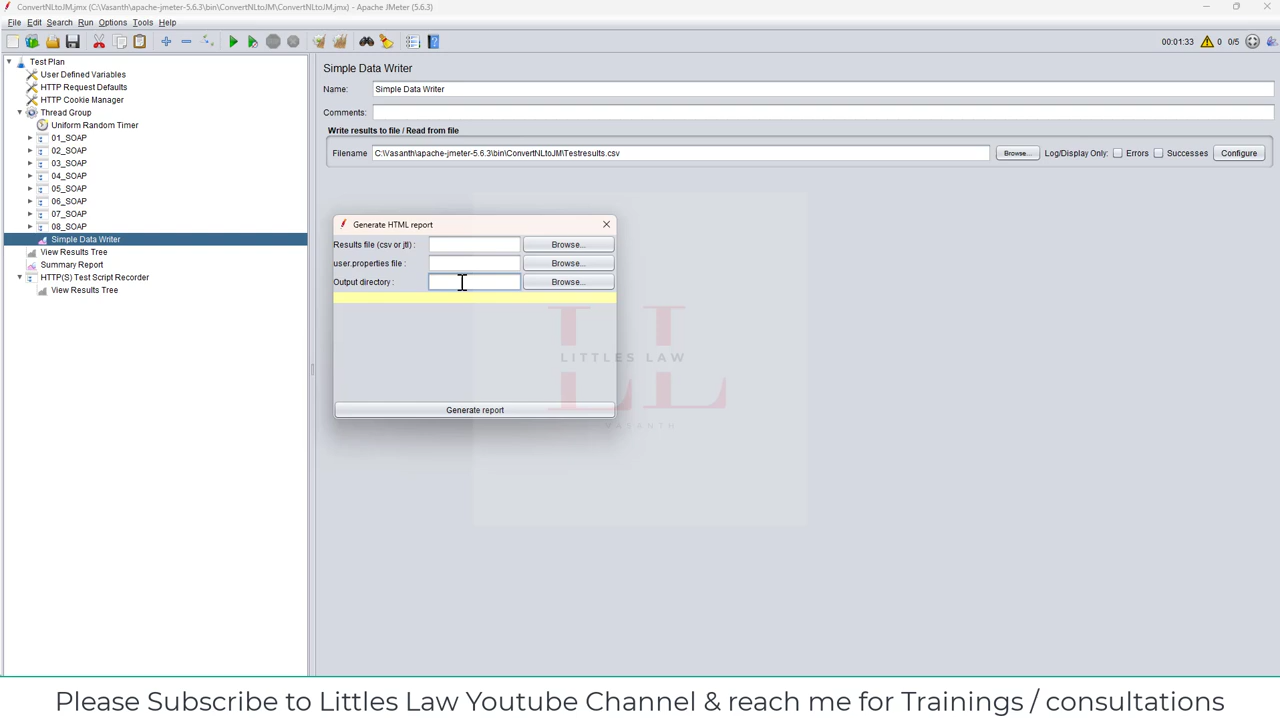 ConvertNLtoJM.jmx (C:\Vasanth\apache-jmeter-5.6.3\bin\ConvertNLtoJM\ConvertNLtoJM.jmx) - Apache JMeter (5.6.3)
File Edit Search Run Options Tools Help
00:01:33 0 0/5
Test Plan
User Defined Variables
HTTP Request Defaults
HTTP Cookie Manager
Thread Group
Uniform Random Timer
01_SOAP
02_SOAP
03_SOAP
04_SOAP
05_SOAP
06_SOAP
07_SOAP
08_SOAP
Simple Data Writer
View Results Tree
Summary Report
HTTP(S) Test Script Recorder
View Results Tree
Simple Data Writer
Name: Simple Data Writer
Comments:
Write results to file / Read from file
Filename C:\Vasanth\apache-jmeter-5.6.3\bin\ConvertNLtoJM\Testresults.csv Browse... Log/Display Only: Errors Successes Configure
Generate HTML report
Results file (csv or jtl) : Browse...
user.properties file : Browse...
Output directory : Browse...
Generate report
LL
LITTLES LAW
LL
VASANTH
Please Subscribe to Littles Law Youtube Channel & reach me for Trainings / consultations